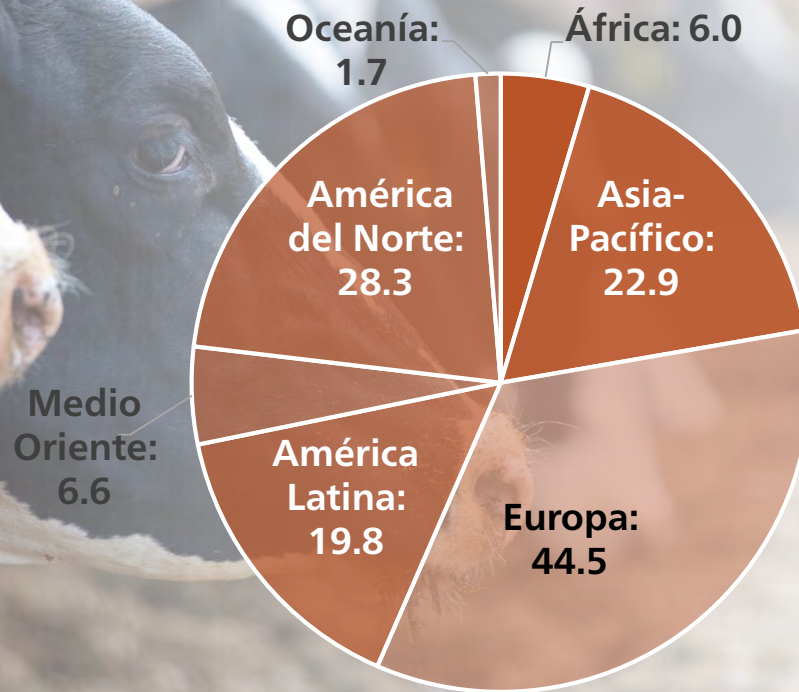 Oceanía:
1.7
África: 6.0
América
del Norte:
28.3
Asia-
Pacífico:
22.9
Medio
Oriente:
6.6
América
Latina:
19.8
Europa:
44.5